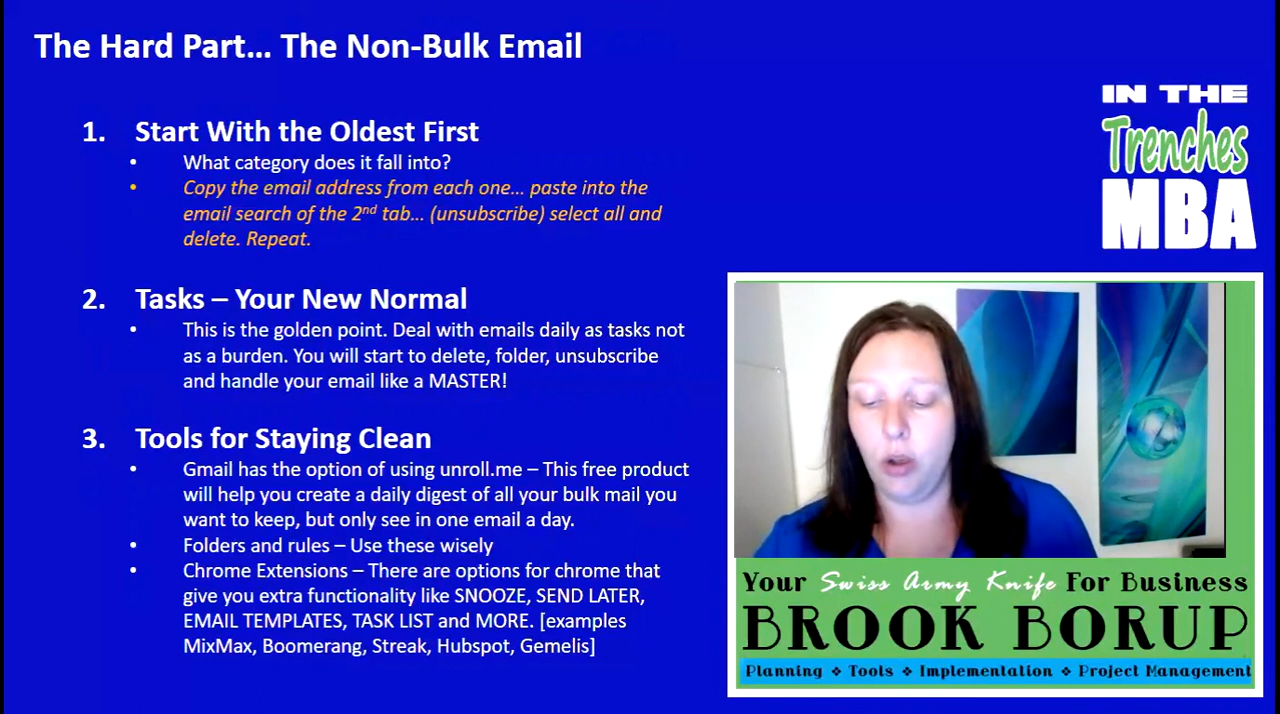 The Hard Part... The Non-Bulk Email
1. Start With the Oldest First
• What category does it fall into?
• Copy the email address from each one... paste into the
email search of the 2nd tab... (unsubscribe) select all and
delete. Repeat.
2. Tasks – Your New Normal
• This is the golden point. Deal with emails daily as tasks not
as a burden. You will start to delete, folder, unsubscribe
and handle your email like a MASTER!
3. Tools for Staying Clean
• Gmail has the option of using unroll.me – This free product
will help you create a daily digest of all your bulk mail you
want to keep, but only see in one email a day.
• Folders and rules – Use these wisely
• Chrome Extensions – There are options for chrome that
give you extra functionality like SNOOZE, SEND LATER,
EMAIL TEMPLATES, TASK LIST and MORE. [examples
MixMax, Boomerang, Streak, Hubspot, Gemelis]
IN THE
Trenches
MBA
Your Swiss Army Knife For Business
BROOK BORUP
Planning ❖ Tools ❖ Implementation ❖ Project Management